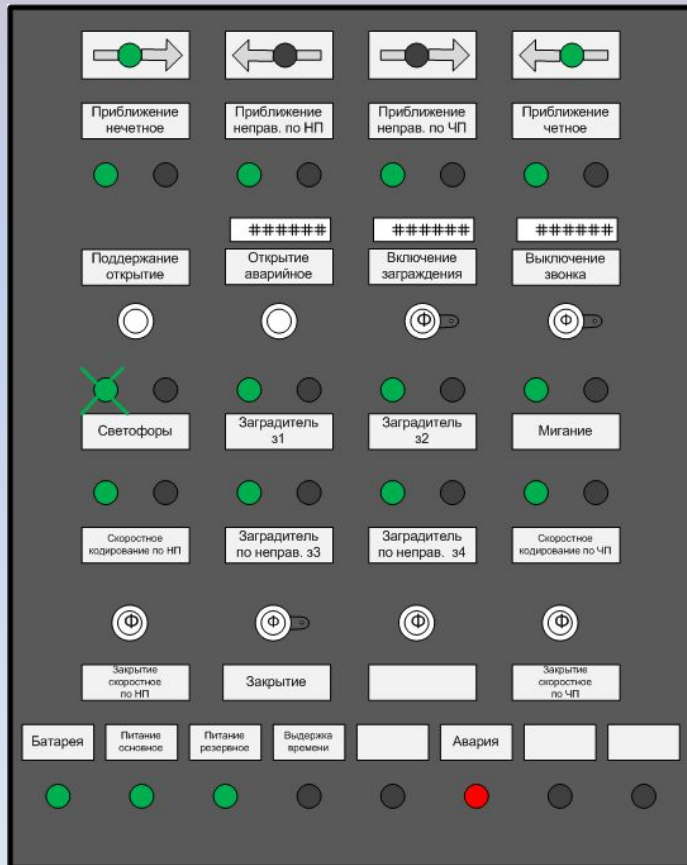 Приближение
нечетное
Приближение
неправ. по НП
Приближение
неправ. по ЧП
Приближение
четное
######
######
######
Поддержание
открытие
Открытие
аварийное
Включение
заграждения
Выключение
звонка
Ф
Ф
Светофоры
Заградитель
з1
Заградитель
з2
Мигание
Скоростное
кодирование по НП
Заградитель
по неправ. з3
Заградитель
по неправ. з4
Скоростное
кодирование по ЧП
Ф
Ф
Ф
Ф
Закрытие
скоростное
по НП
Закрытие
Закрытие
скоростное
по ЧП
Батарея
Питание
основное
Питание
резервное
Выдержка
времени
Авария